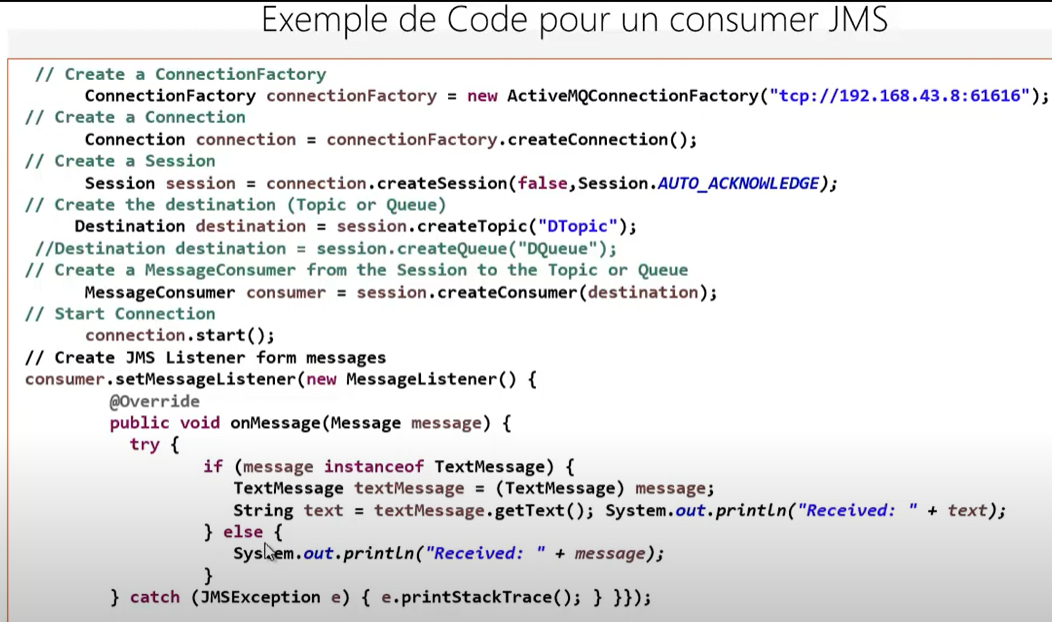 Exemple de Code pour un consumer JMS
// Create a ConnectionFactory
ConnectionFactory connectionFactory = new ActiveMQConnectionFactory("tcp://192.168.43.8:61616");
// Create a Connection
Connection connection = connectionFactory.createConnection();
// Create a Session
Session session = connection.createSession(false,Session.AUTO_ACKNOWLEDGE);
// Create the destination (Topic or Queue)
Destination destination = session.createTopic("DTopic");
//Destination destination = session.createQueue("DQueue");
// Create a MessageConsumer from the Session to the Topic or Queue
MessageConsumer consumer = session.createConsumer(destination);
// Start Connection
connection.start();
// Create JMS Listener form messages
consumer.setMessageListener(new MessageListener() {
@Override
public void onMessage(Message message) {
try {
if (message instanceof TextMessage) {
TextMessage textMessage = (TextMessage) message;
String text = textMessage.getText(); System.out.println("Received: " + text);
} else {
System.out.println("Received: " + message);
}
} catch (JMSException e) { e.printStackTrace(); } }});